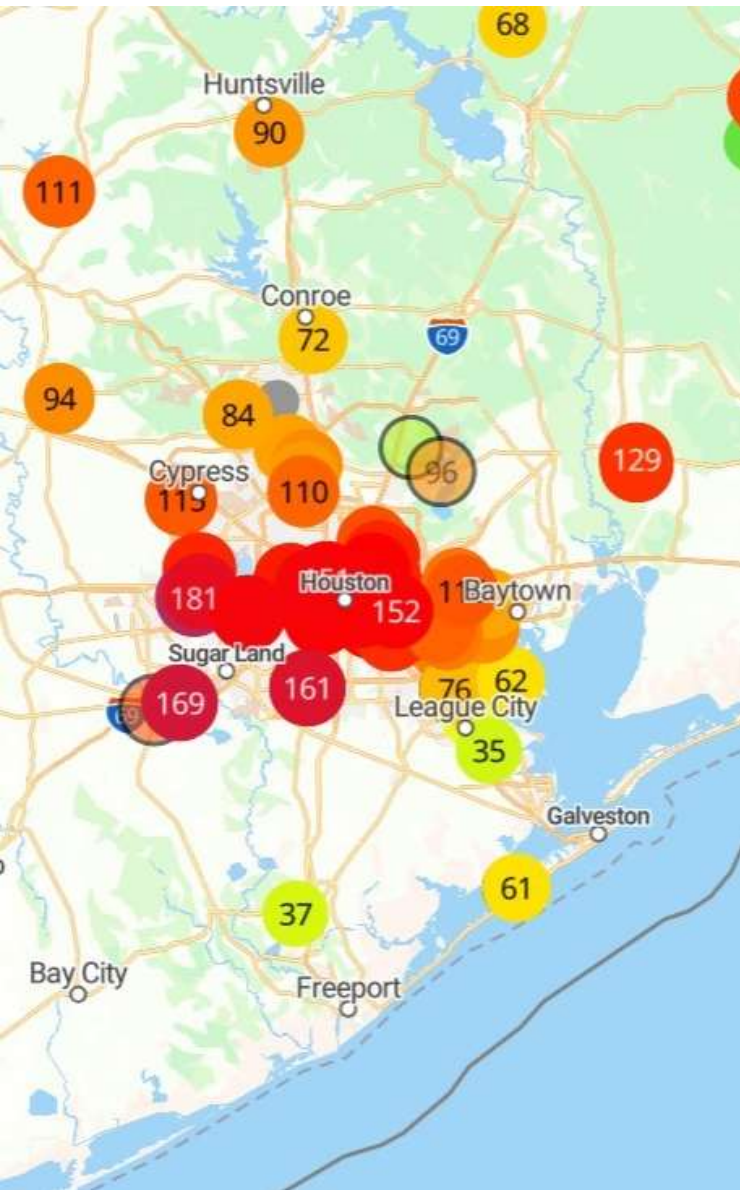 68
Huntsville
90
111
Conroe
69
72
94
84
96
129
Cypress
110
Houston
181
152
Baytown
Sugar Land
161
62
76
169
69
League City
35
Galveston
61
37
Bay City
Freeport